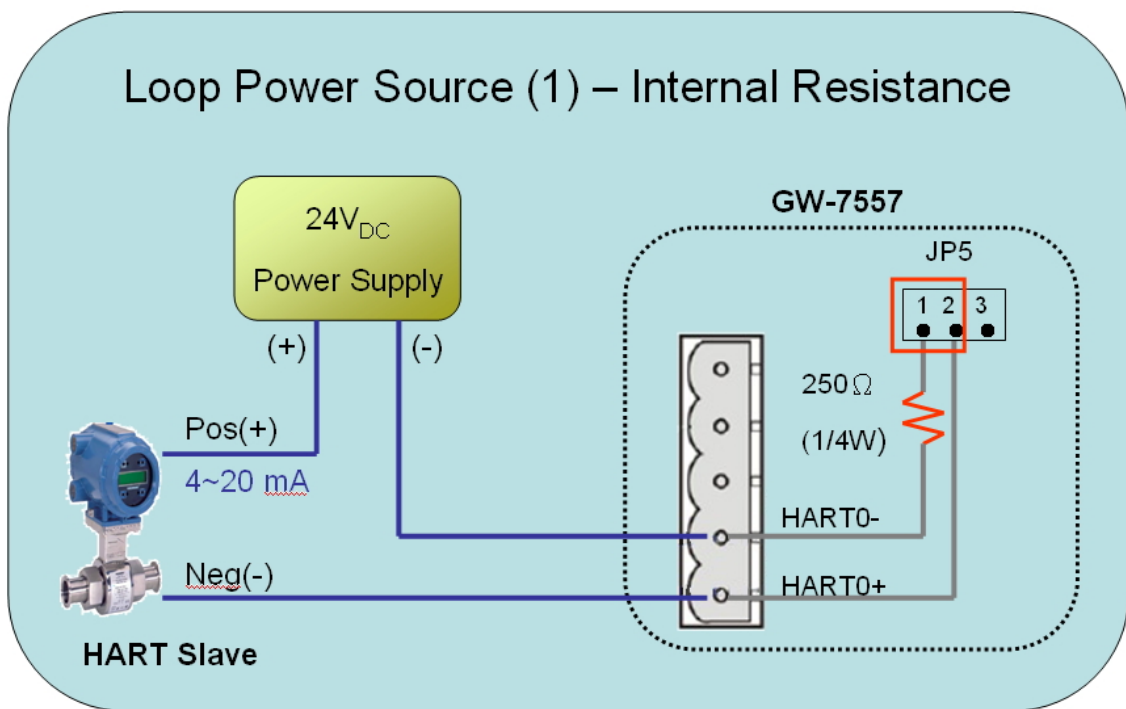 Loop Power Source (1) – Internal Resistance
24VDC
Power Supply
(+)
(-)
GW-7557
JP5
1 2 3
250Ω
(1/4W)
Pos(+)
4~20 mA
HART0-
Neg(-)
HART0+
HART Slave